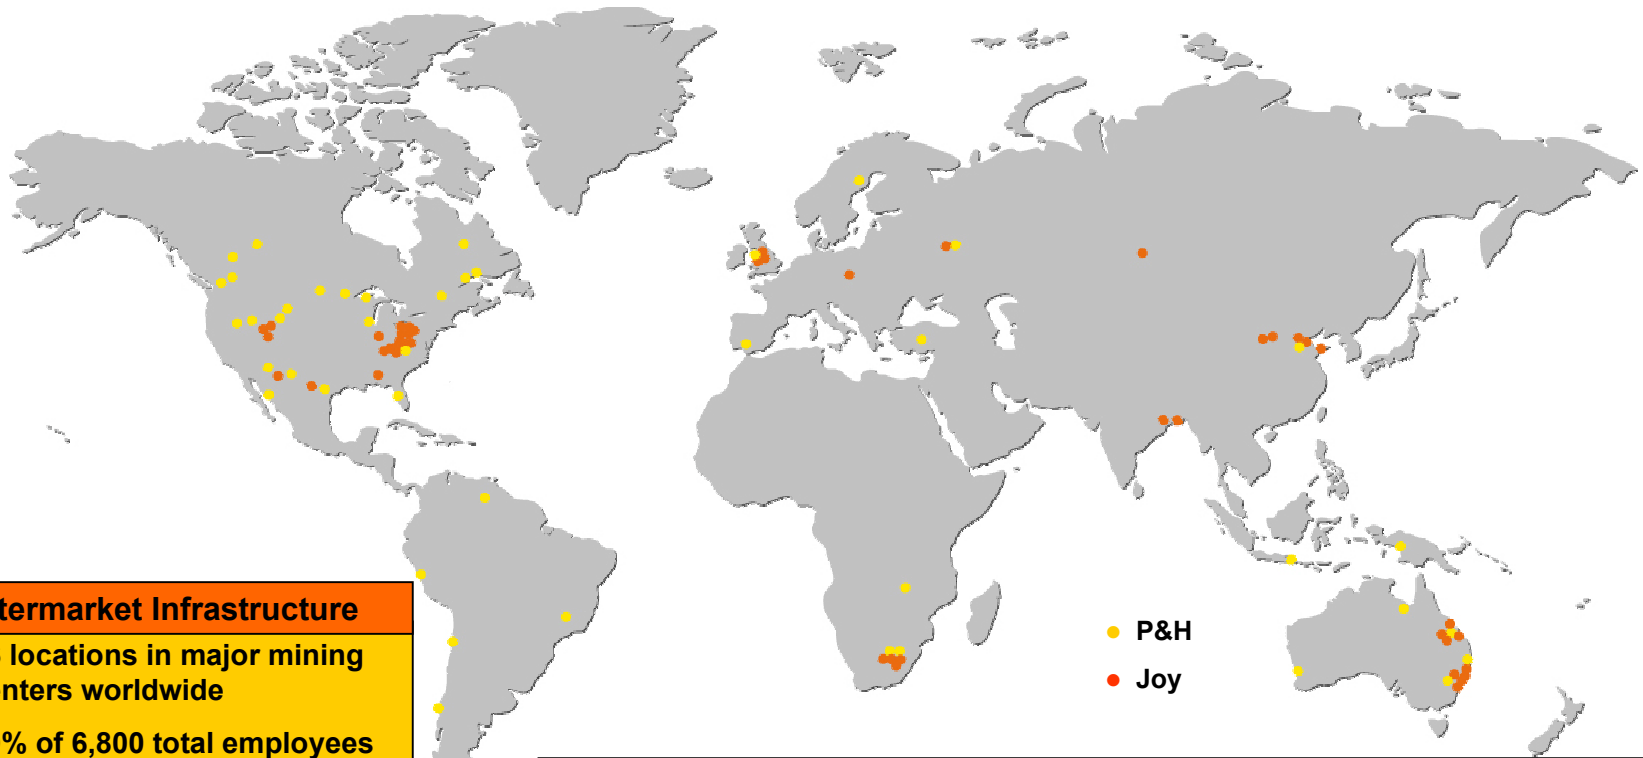 termarket Infrastructure
locations in major mining
nters worldwide
% of 6,800 total employees
P&H
Joy